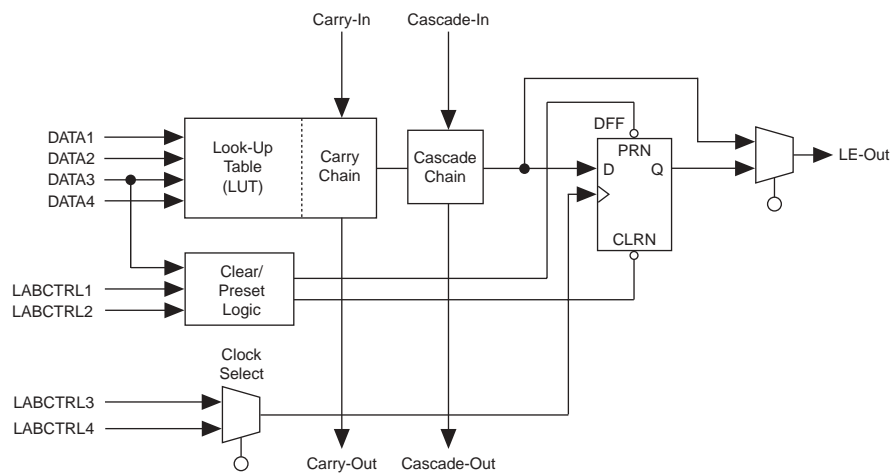 Carry-In
Cascade-In
DATA1
DATA2
DATA3
DATA4
Look-Up
Table
(LUT)
Carry
Chain
Cascade
Chain
DFF
PRN
D
Q
CLRN
LE-Out
LABCTRL1
LABCTRL2
Clear/
Preset
Logic
Clock
Select
LABCTRL3
LABCTRL4
Carry-Out
Cascade-Out